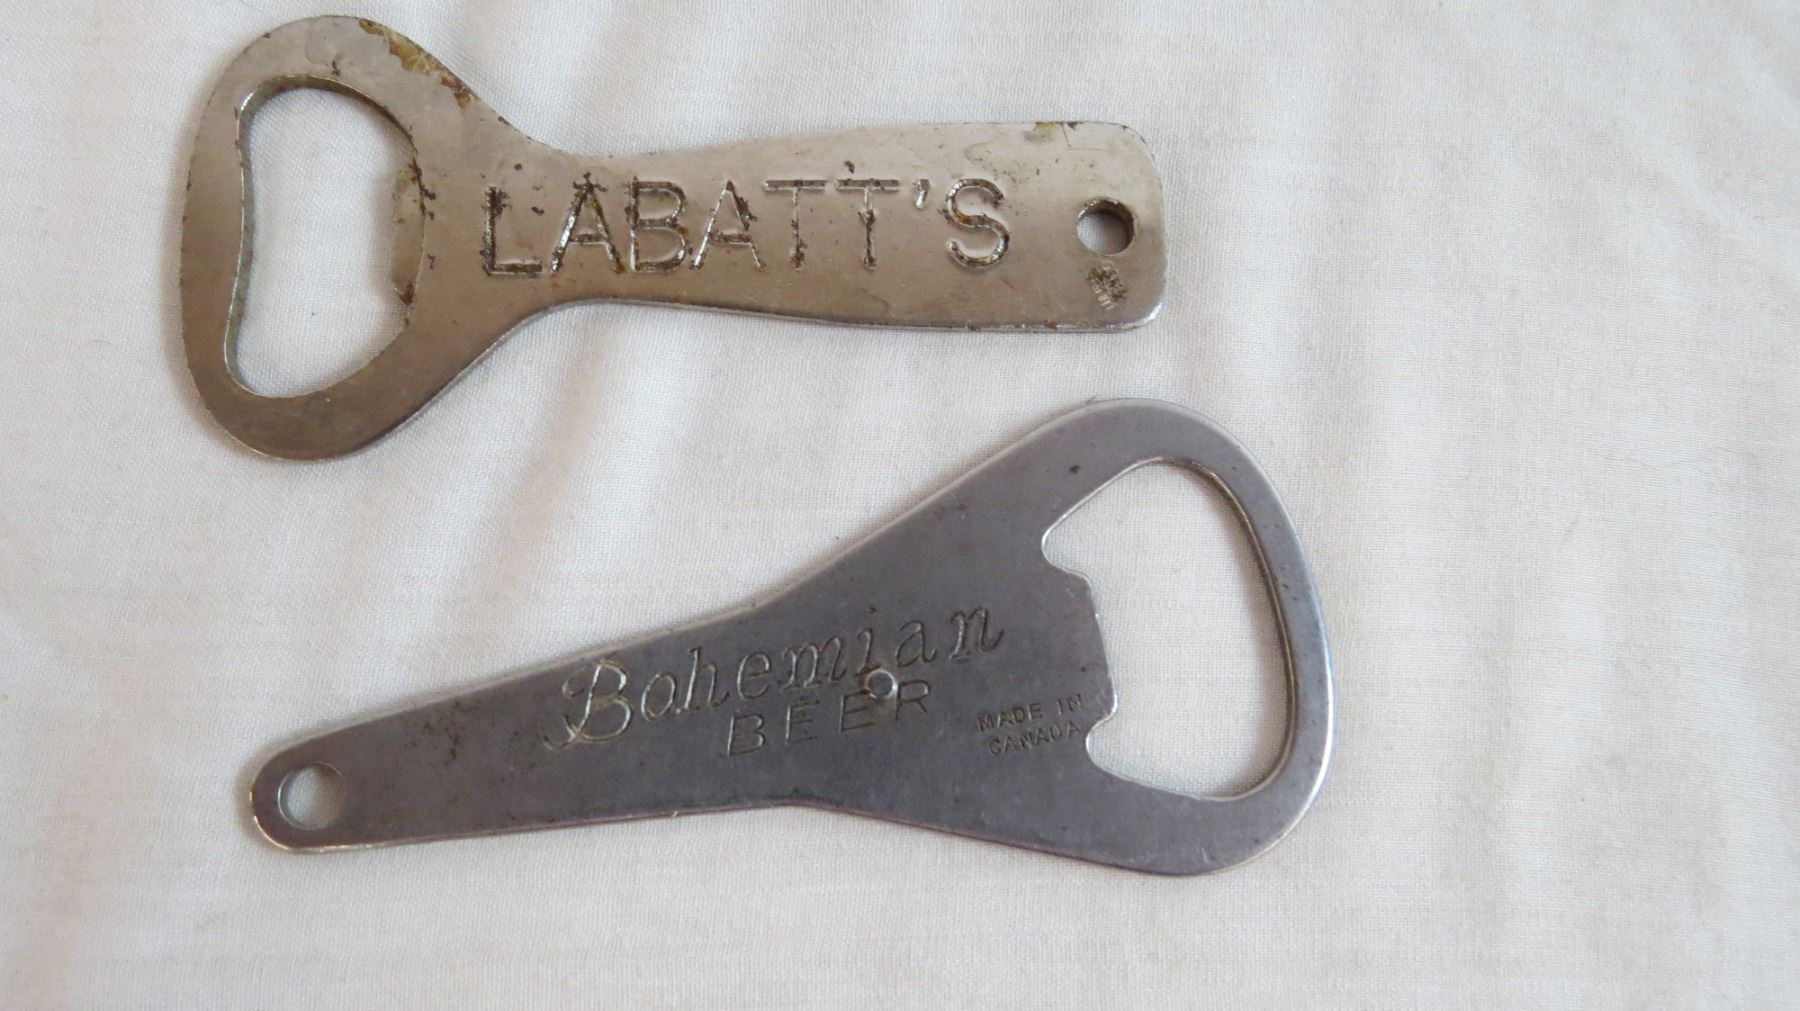 LABATT'S
Bohemian
BEER
MADE IN
CANADA